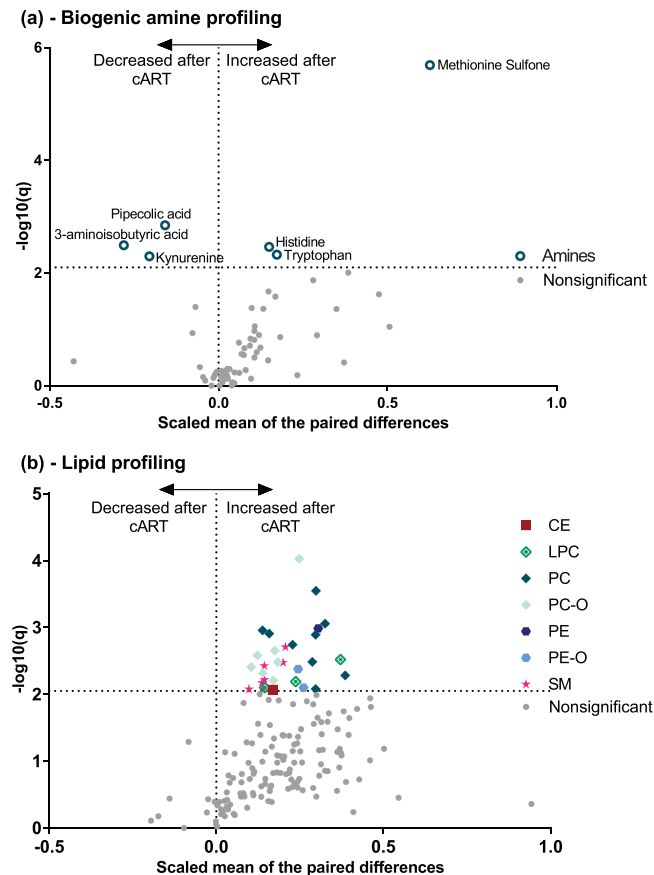 (a) - Biogenic amine profiling
6
Decreased after
cART
Increased after
cART
Methionine Sulfone
4
-log10(q)
Pipecolic acid
3-aminoisobutyric acid
Kynurenine
Histidine
Tryptophan
Amines
2
Nonsignificant
0
-0.5
0.0
0.5
1.0
Scaled mean of the paired differences
(b) - Lipid profiling
5
Decreased after
cART
Increased after
cART
CE
LPC
4
PC
PC-O
3
PE
-log10(q)
PE-O
SM
2
Nonsignificant
1
0
-0.5
0.0
0.5
1.0
Scaled mean of the paired differences